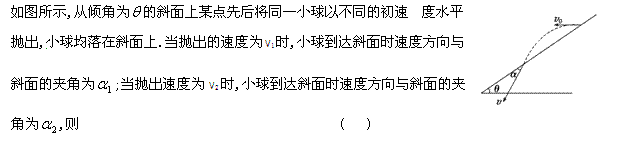 如图所示,从倾角为θ的斜面上某点先后将同一小球以不同的初速 度水平
抛出,小球均落在斜面上.当抛出的速度为v₁时,小球到达斜面时速度方向与
斜面的夹角为α₁;当抛出速度为 v₂时,小球到达斜面时速度方向与斜面的夹
角为α₂,则 ( )
v₀
α
θ
v